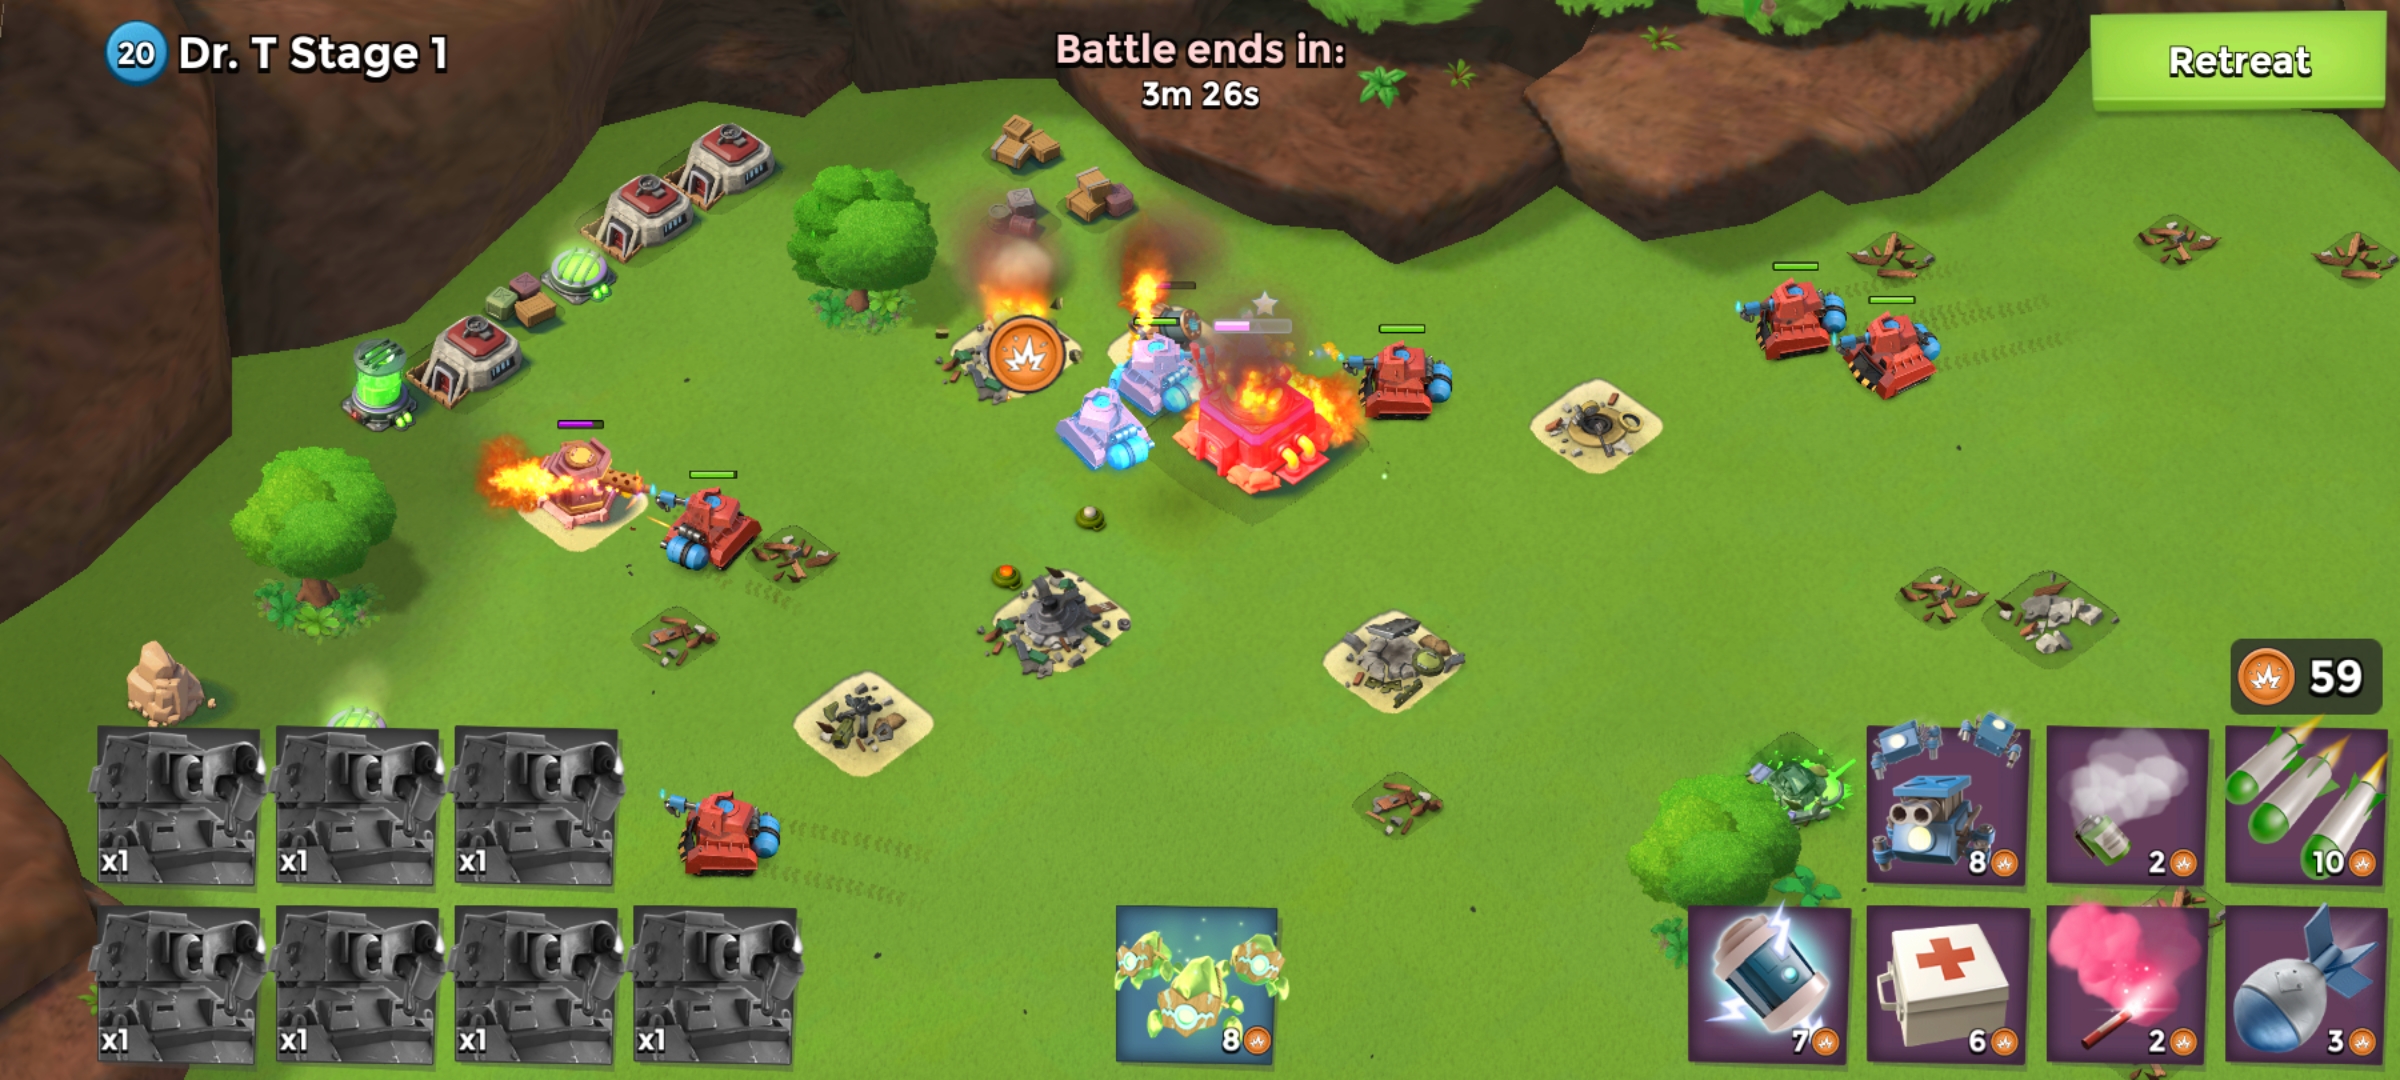 20 Dr. T Stage 1
Battle ends in:
3m 26s
Retreat
59
x1 x1 x1
8 2 10
x1 x1 x1 x1
8
7 6 2 3